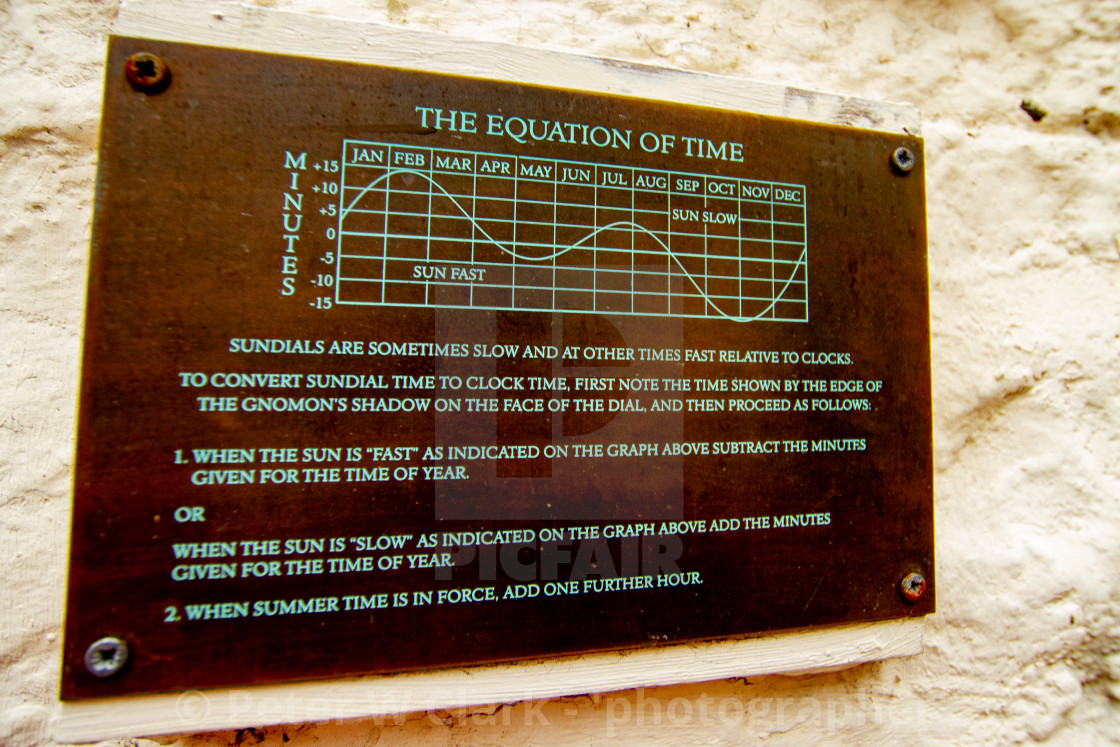 THE EQUATION OF TIME
MINUTES
JAN FEB MAR APR MAY JUN JUL AUG SEP OCT NOV DEC
+15
+10
+5
0
-5
-10
-15
SUN SLOW
SUN FAST
SUNDIALS ARE SOMETIMES SLOW AND AT OTHER TIMES FAST RELATIVE TO CLOCKS.
TO CONVERT SUNDIAL TIME TO CLOCK TIME, FIRST NOTE THE TIME SHOWN BY THE EDGE OF
THE GNOMON'S SHADOW ON THE FACE OF THE DIAL, AND THEN PROCEED AS FOLLOWS:
1. WHEN THE SUN IS "FAST" AS INDICATED ON THE GRAPH ABOVE SUBTRACT THE MINUTES
GIVEN FOR THE TIME OF YEAR.
OR
WHEN THE SUN IS "SLOW" AS INDICATED ON THE GRAPH ABOVE ADD THE MINUTES
GIVEN FOR THE TIME OF YEAR.
2. WHEN SUMMER TIME IS IN FORCE, ADD ONE FURTHER HOUR.
PICFAIR
© Peter W Clark - photographer